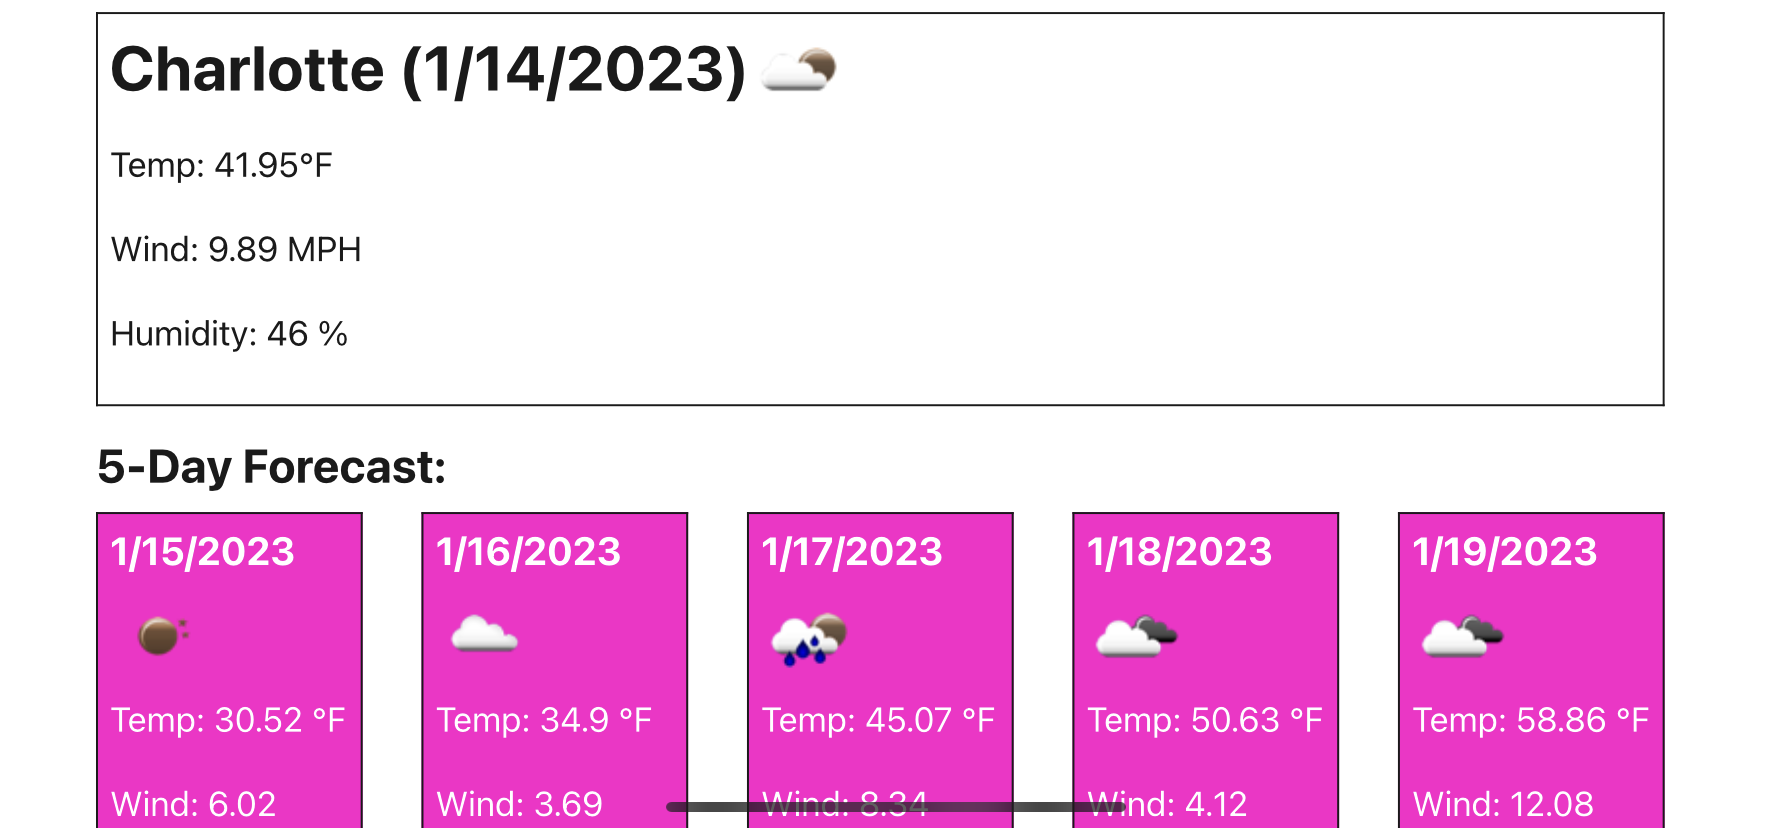 Charlotte (1/14/2023)
Temp: 41.95°F
Wind: 9.89 MPH
Humidity: 46 %
5-Day Forecast:
1/15/2023
Temp: 30.52 °F
Wind: 6.02
1/16/2023
Temp: 34.9 °F
Wind: 3.69
1/17/2023
Temp: 45.07 °F
Wind: 8.34
1/18/2023
Temp: 50.63 °F
Wind: 4.12
1/19/2023
Temp: 58.86 °F
Wind: 12.08